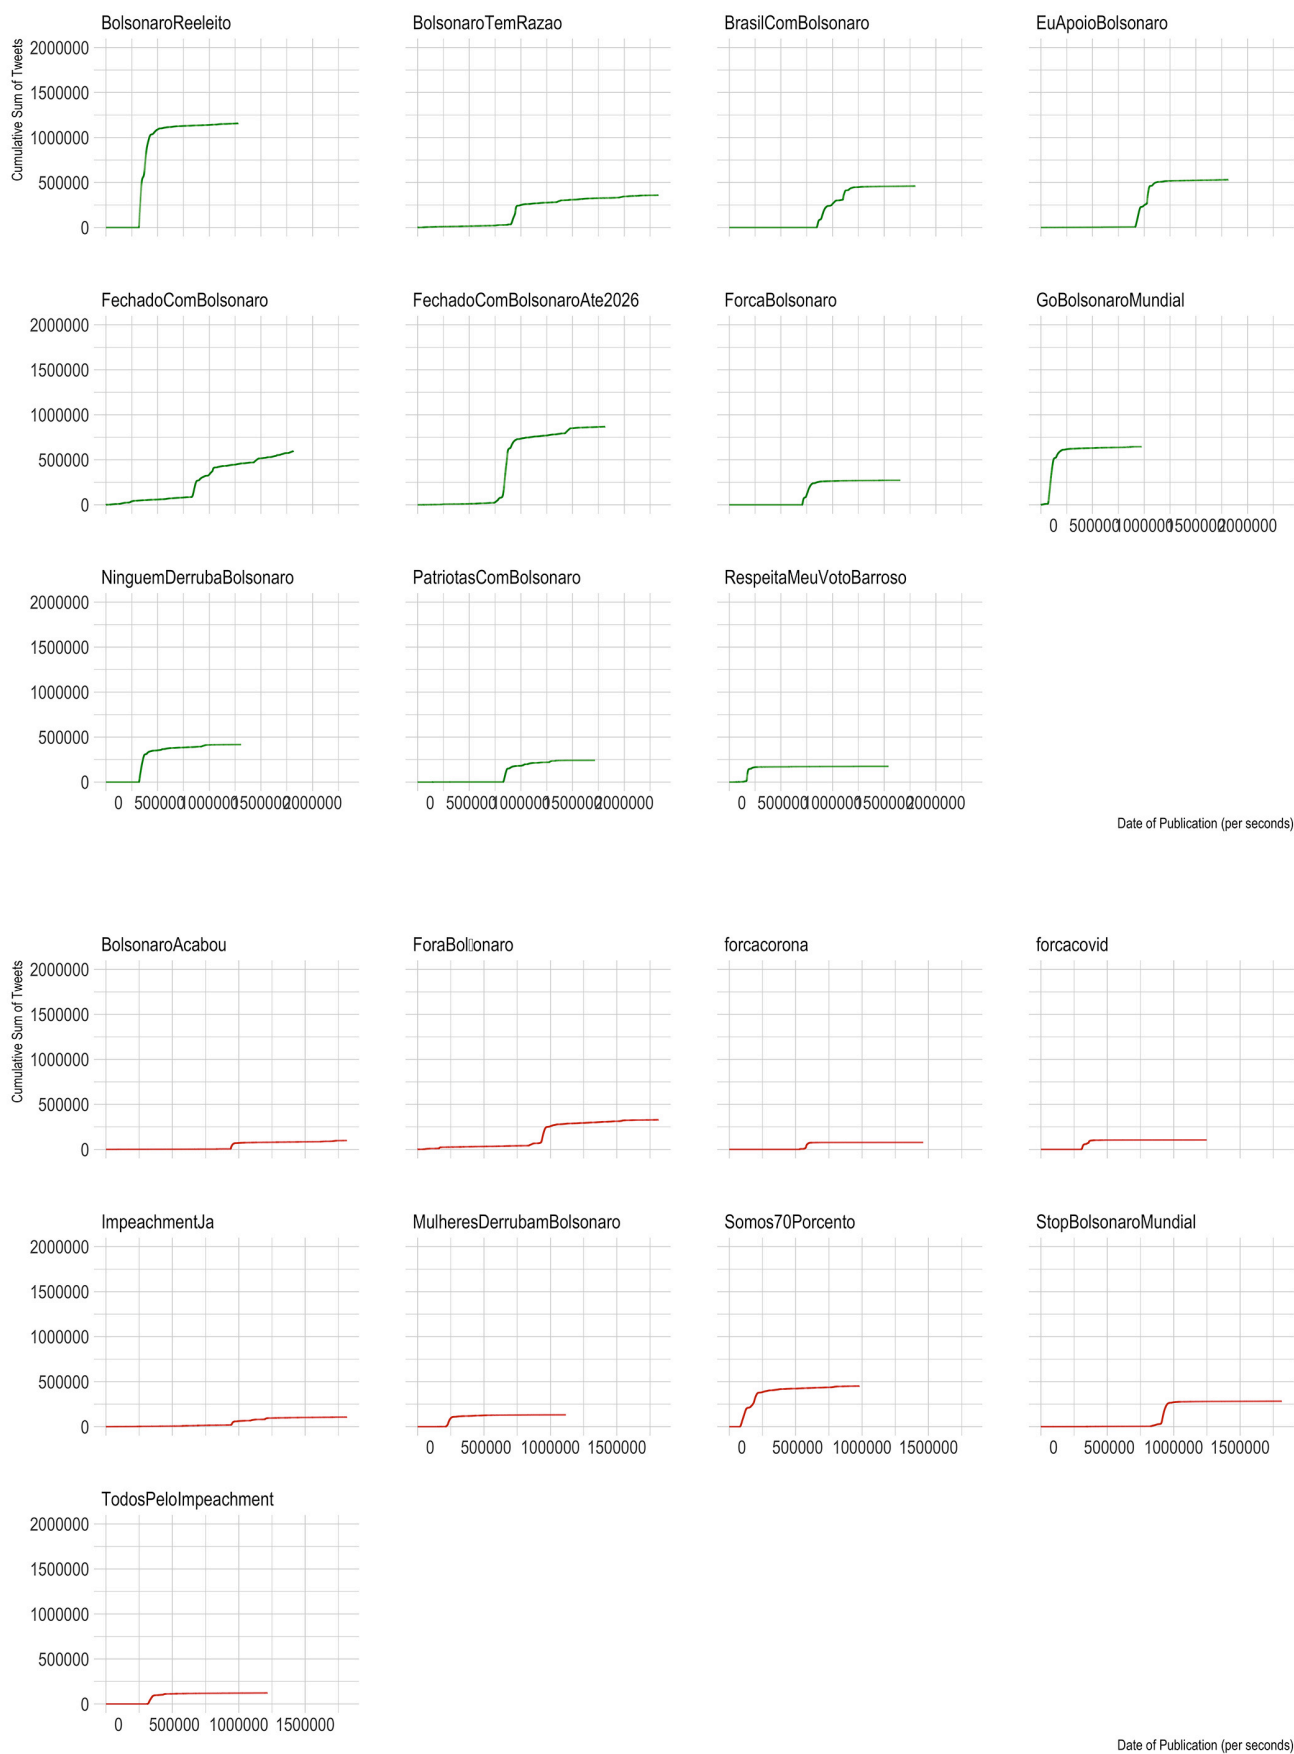 BolsonaroReeleito BolsonaroTemRazao BrasilComBolsonaro EuApoioBolsonaro
Cumulative Sum of Tweets
2000000
1500000
1000000
500000
0
FechadoComBolsonaro FechadoComBolsonaroAte2026 ForcaBolsonaro GoBolsonaroMundial
2000000
1500000
1000000
500000
0
0 500000 1000000 1500000 2000000
NinguemDerrubaBolsonaro PatriotasComBolsonaro RespeitaMeuVotoBarroso
2000000
1500000
1000000
500000
0
0 500000 1000000 1500000 2000000 0 500000 1000000 1500000 2000000 0 500000 1000000 1500000 2000000
Date of Publication (per seconds)
BolsonaroAcabou ForaBol▯onaro forcacorona forcacovid
Cumulative Sum of Tweets
2000000
1500000
1000000
500000
0
ImpeachmentJa MulheresDerrubamBolsonaro Somos70Porcento StopBolsonaroMundial
2000000
1500000
1000000
500000
0
0 500000 1000000 1500000 0 500000 1000000 1500000 0 500000 1000000 1500000
TodosPeloImpeachment
2000000
1500000
1000000
500000
0
0 500000 1000000 1500000
Date of Publication (per seconds)